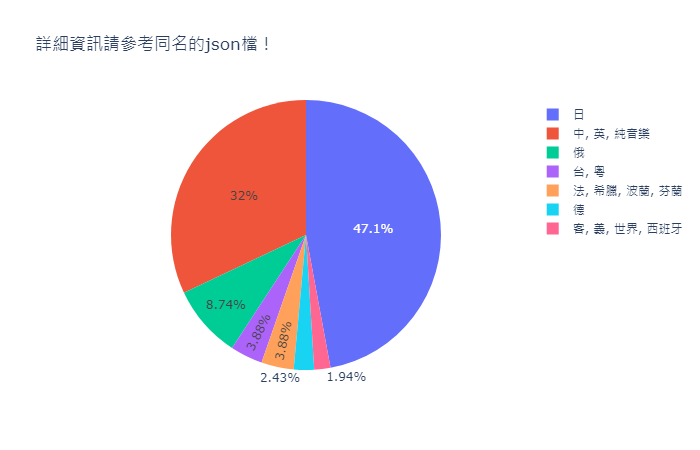 詳細資訊請參考同名的json檔！
日
中, 英, 純音樂
俄
台, 粵
法, 希臘, 波蘭, 芬蘭
德
客, 義, 世界, 西班牙
47.1%
32%
8.74%
3.88%
3.88%
2.43%
1.94%